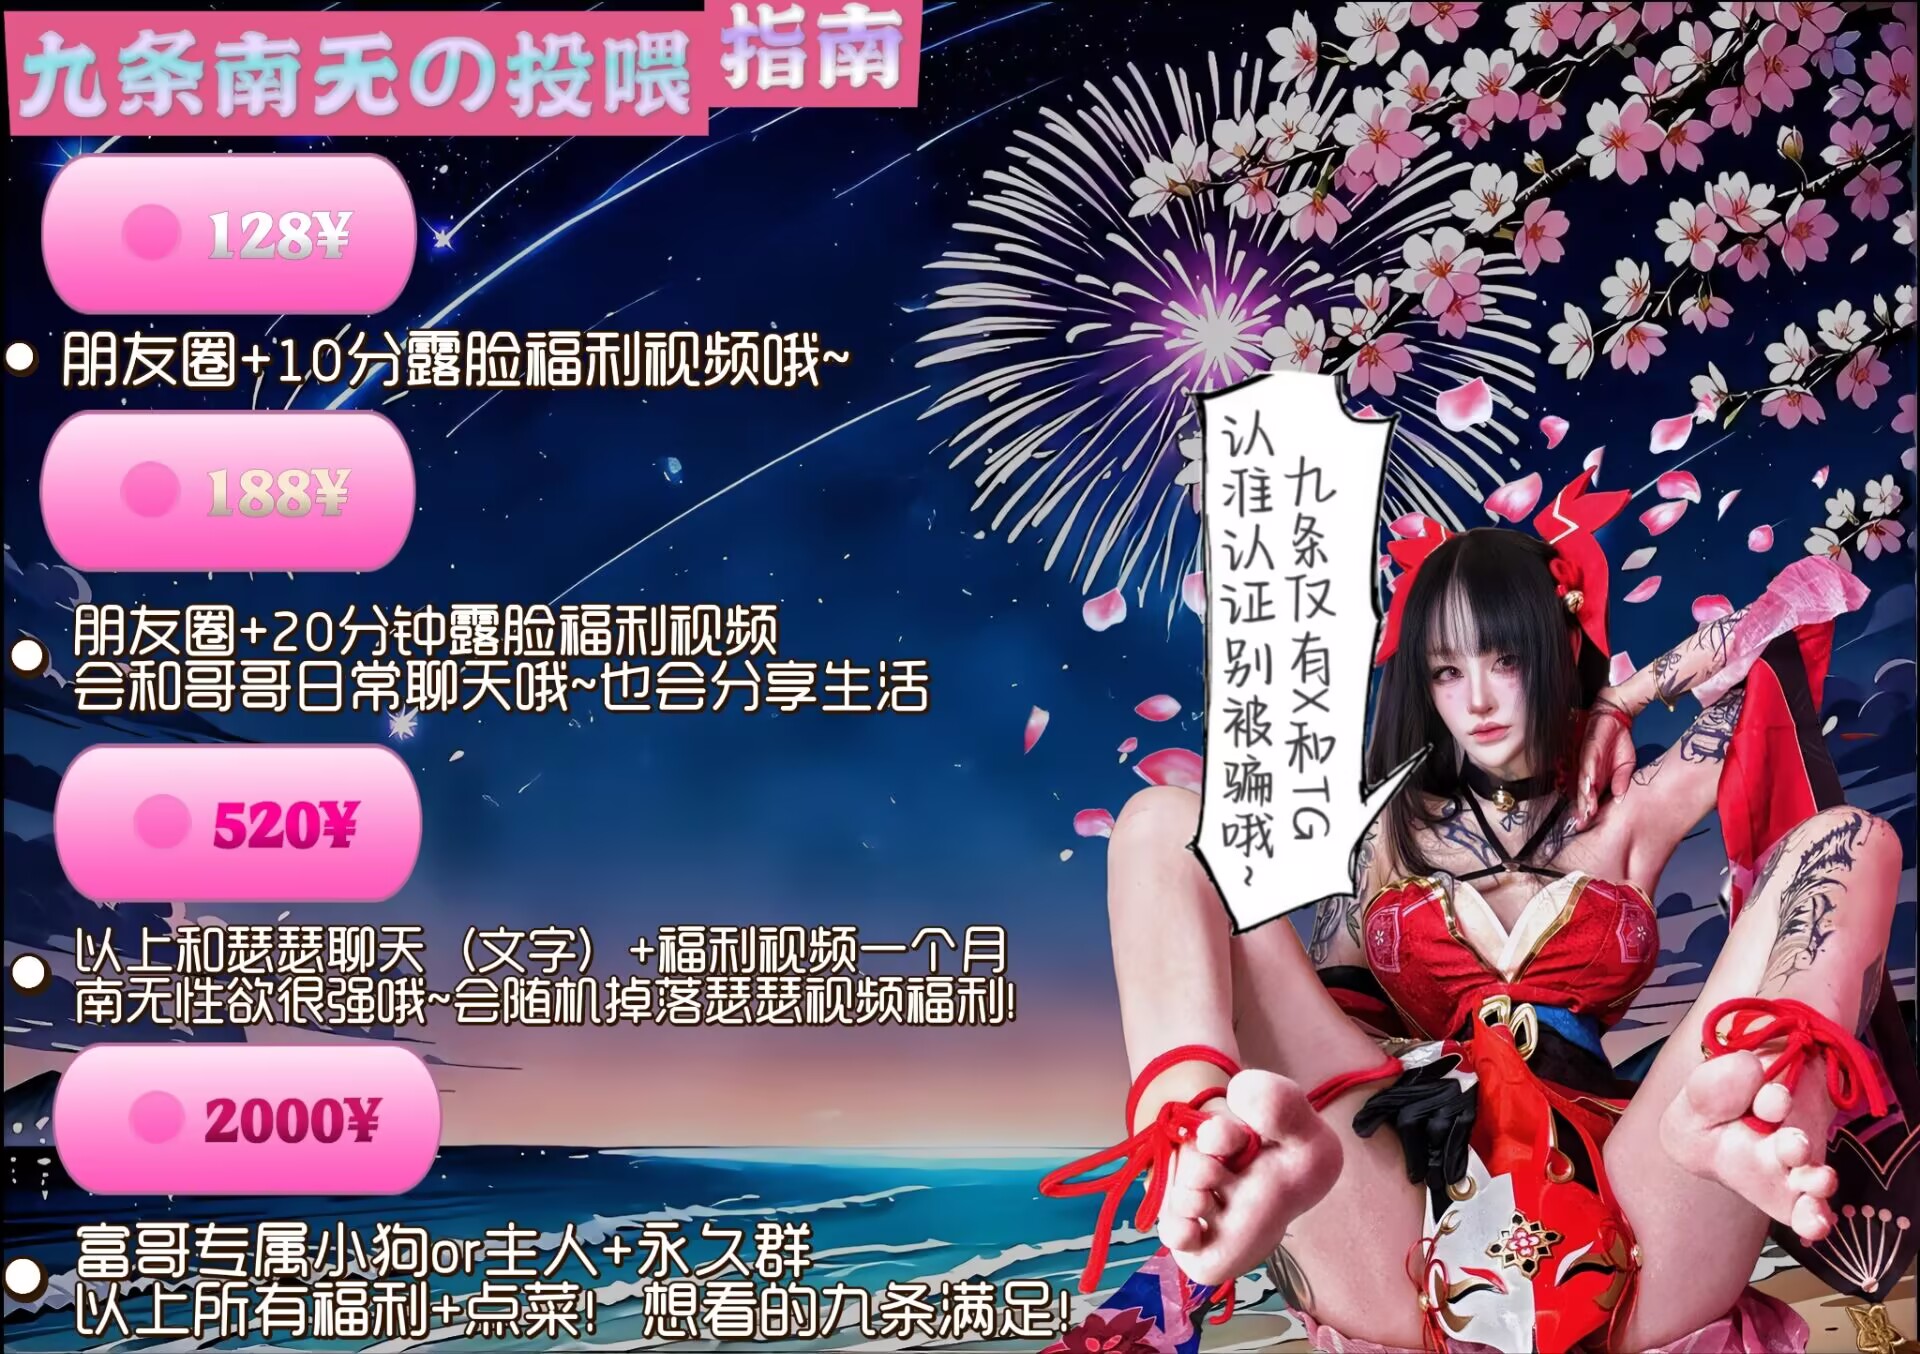 九条南无の投喂指南
128¥
朋友圈+10分露脸福利视频哦~
188¥
朋友圈+20分钟露脸福利视频
会和哥哥日常聊天哦~也会分享生活
520¥
以上和瑟瑟聊天（文字）+福利视频一个月
南无性欲很强哦~会随机掉落瑟瑟视频福利!
2000¥
富哥专属小狗or主人+永久群
以上所有福利+点菜! 想看的九条满足!
九条仅有X和TG
认准认证别被骗哦~